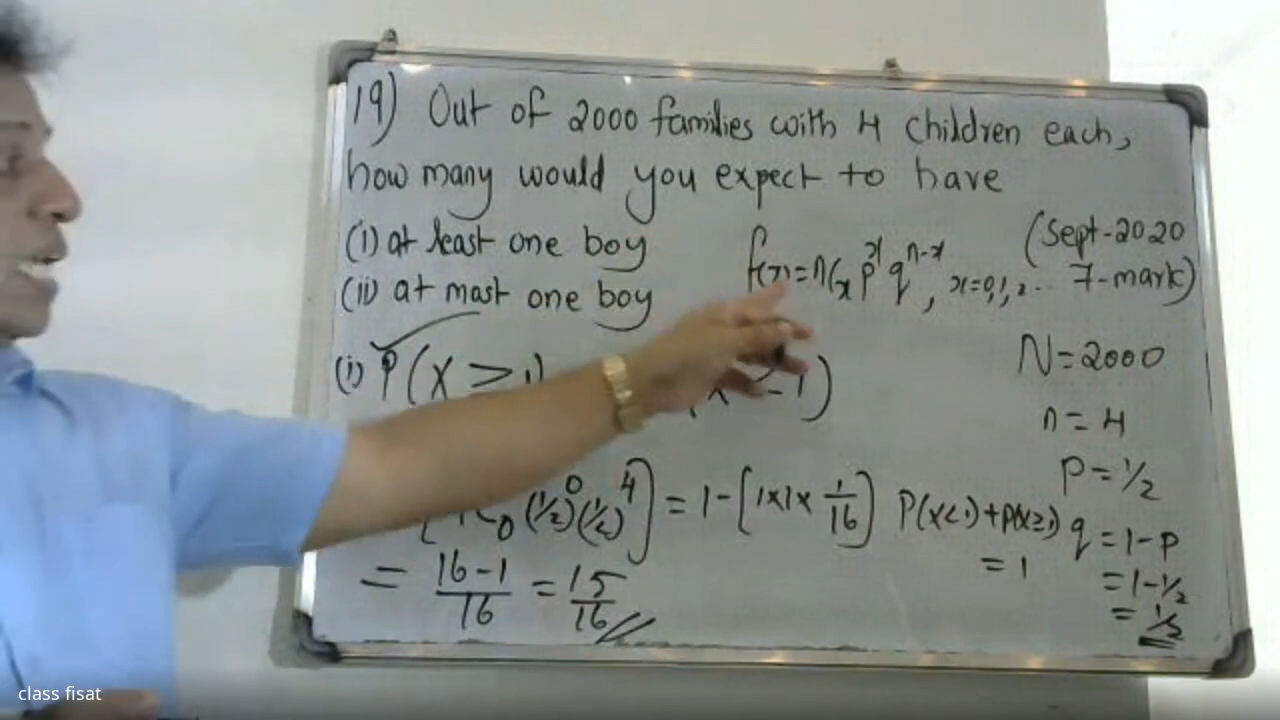 19) Out of 2000 families with 4 children each,
how many would you expect to have
(i) at least one boy
(ii) at most one boy
(Sept-2020
7-mark)
f(x) = nCx p^x q^n-x , x=0,1,2...
N=2000
n=4
p=1/2
q=1-p
=1-1/2
=1/2
(i) P(X ≥ 1)
(X < 1)
C0 (1/2)^0 (1/2)^4] = 1-[1×1×1/16]
P(X<1)+P(X≥1)
=1
= 16-1/16 = 15/16
class fisat